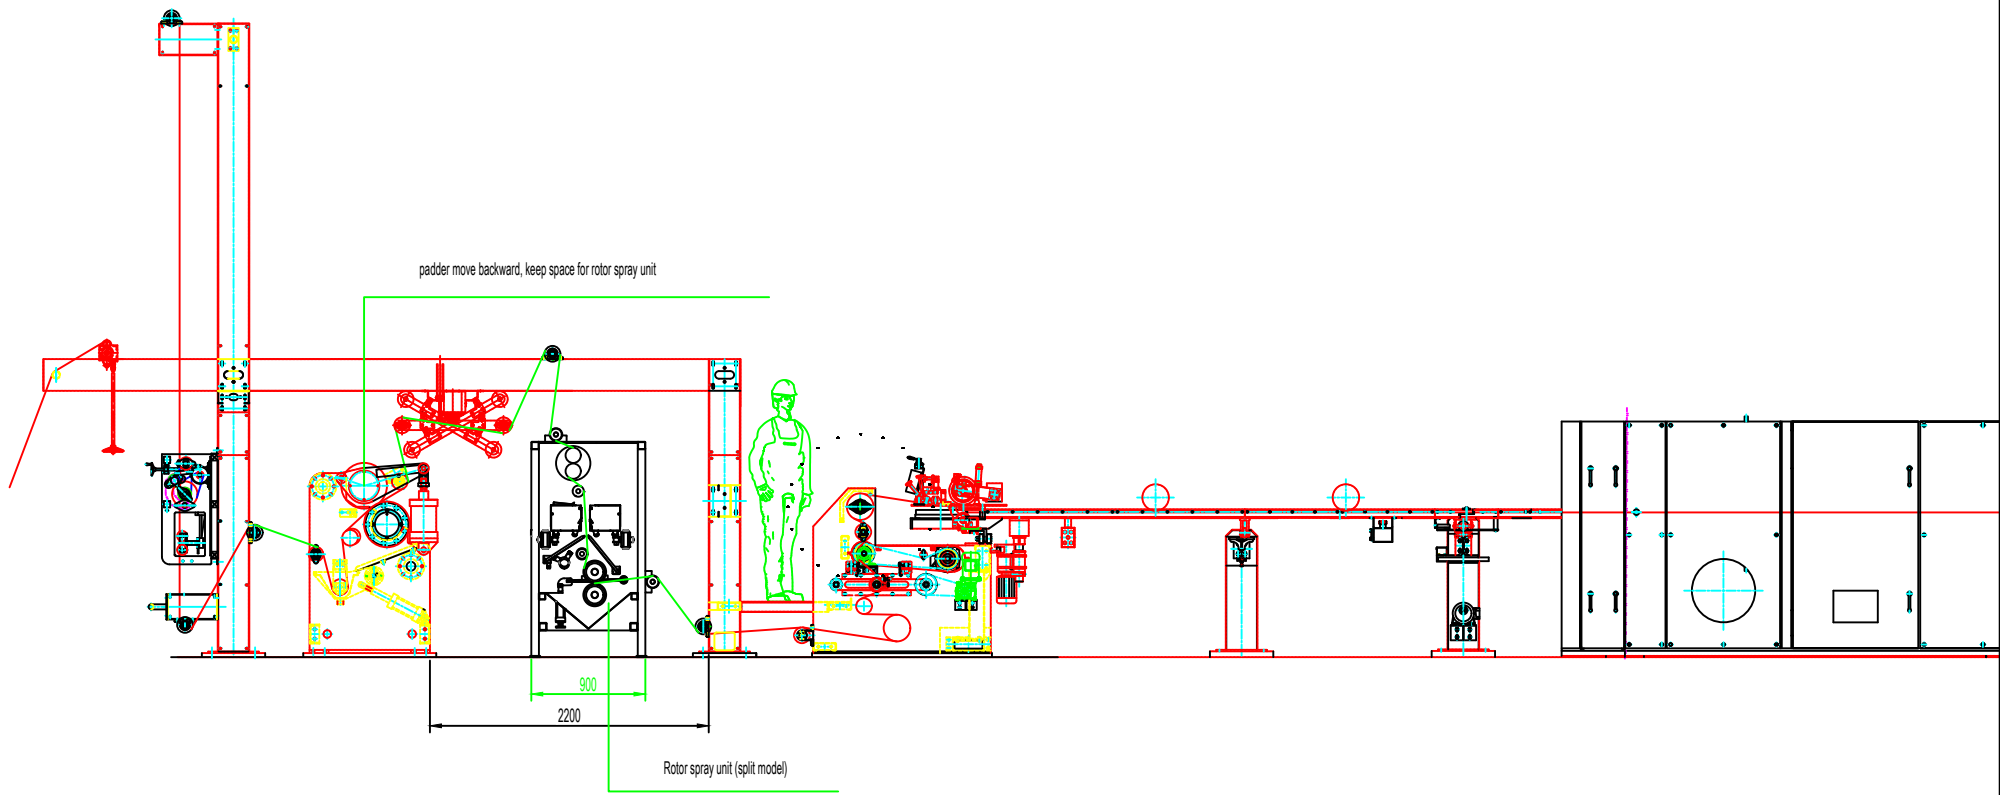 padder move backward, keep space for rotor spray unit
900
2200
Rotor spray unit (split model)